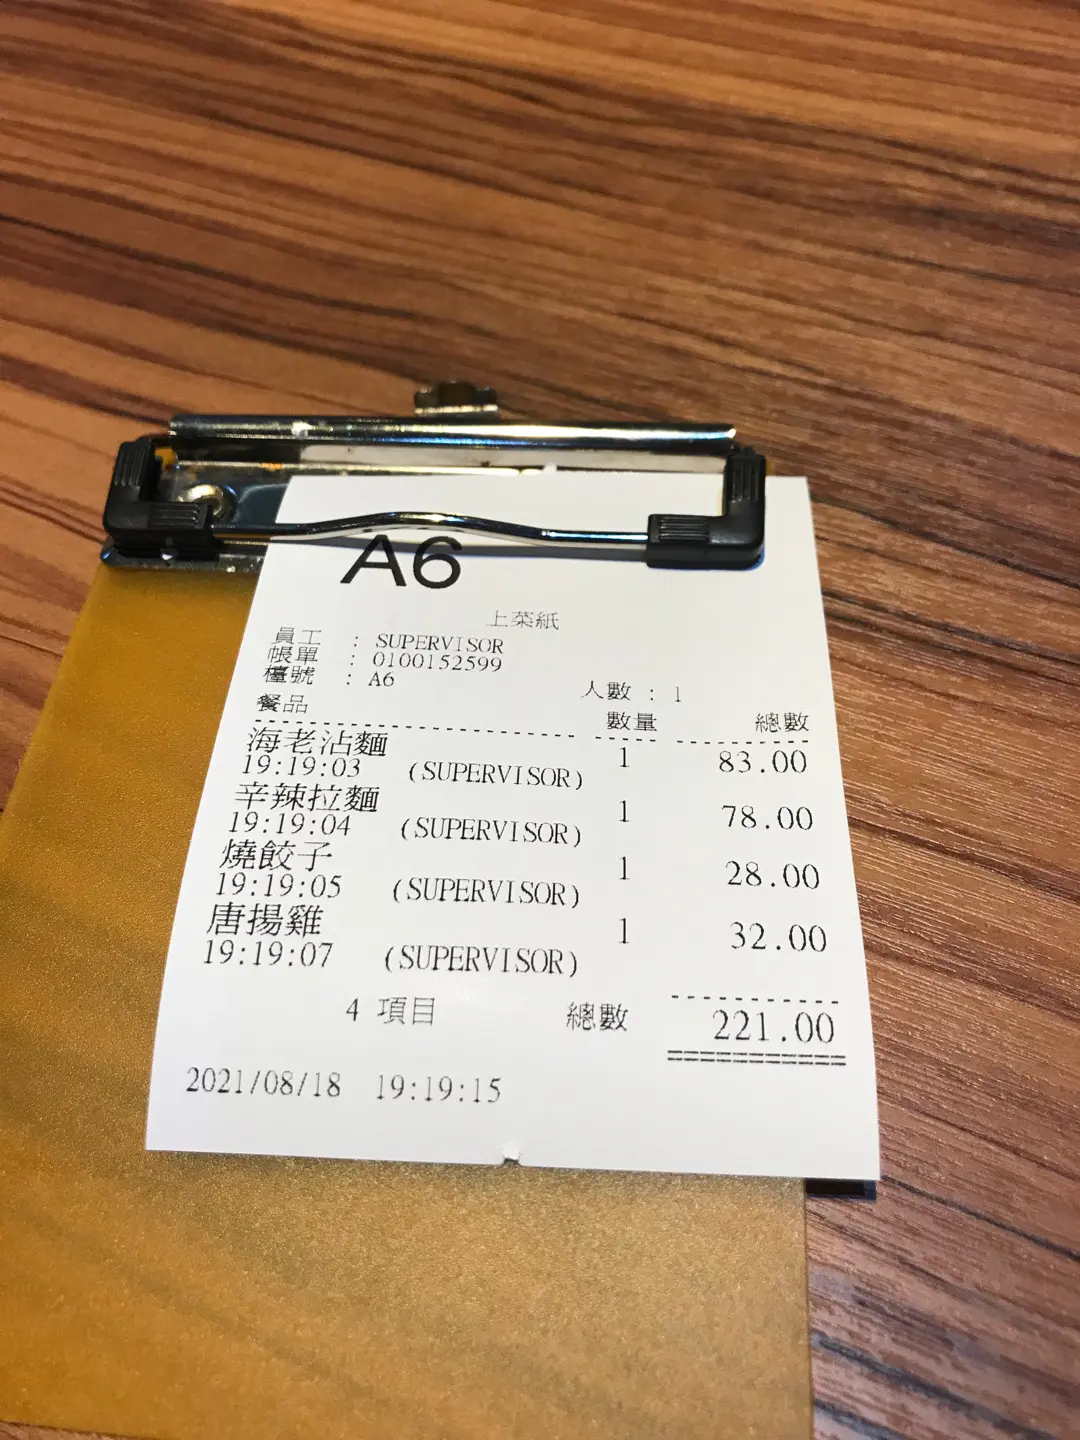 A6
上菜紙
員工 : SUPERVISOR
帳單 : 0100152599
檯號 : A6 人數 : 1
餐品 數量 總數
海老沾麵 1 83.00
19:19:03 (SUPERVISOR)
辛辣拉麵 1 78.00
19:19:04 (SUPERVISOR)
燒餃子 1 28.00
19:19:05 (SUPERVISOR)
唐揚雞 1 32.00
19:19:07 (SUPERVISOR)
4 項目 總數 221.00
2021/08/18 19:19:15